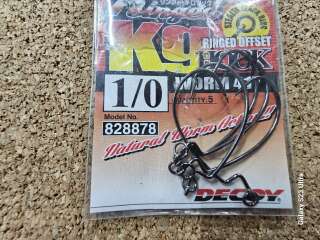 Kg HOOK
RINGED OFFSET
1/0
WORM 4
QUANTITY:5
Model No.
828878
Natural Worm Action!!
DECOY
Galaxy S23 Ultra